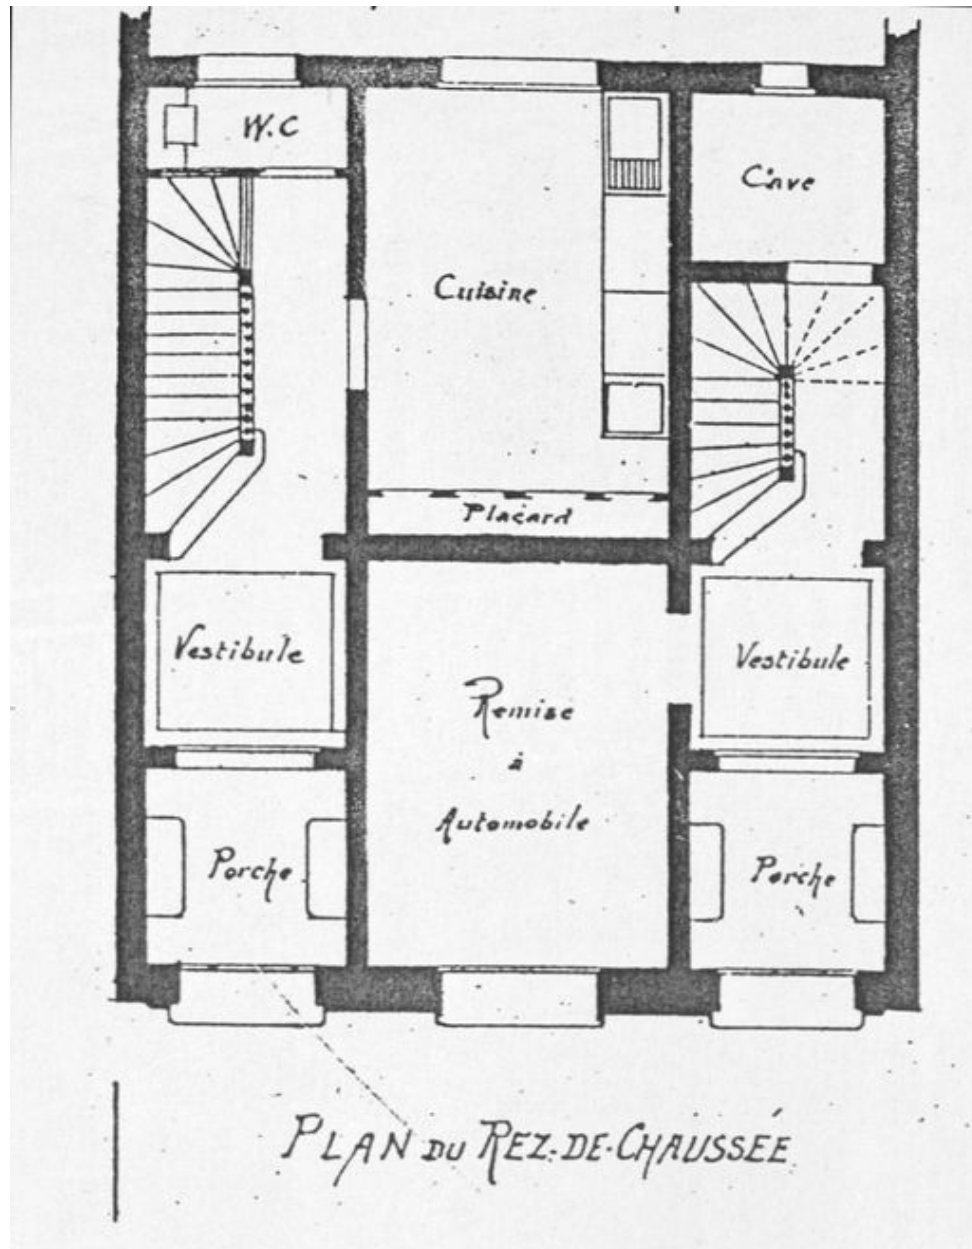 W.C
Cave
Cuisine
Placard
Vestibule
Vestibule
Remise
à
Automobile
Porche
Porche
PLAN DU REZ-DE-CHAUSSÉE